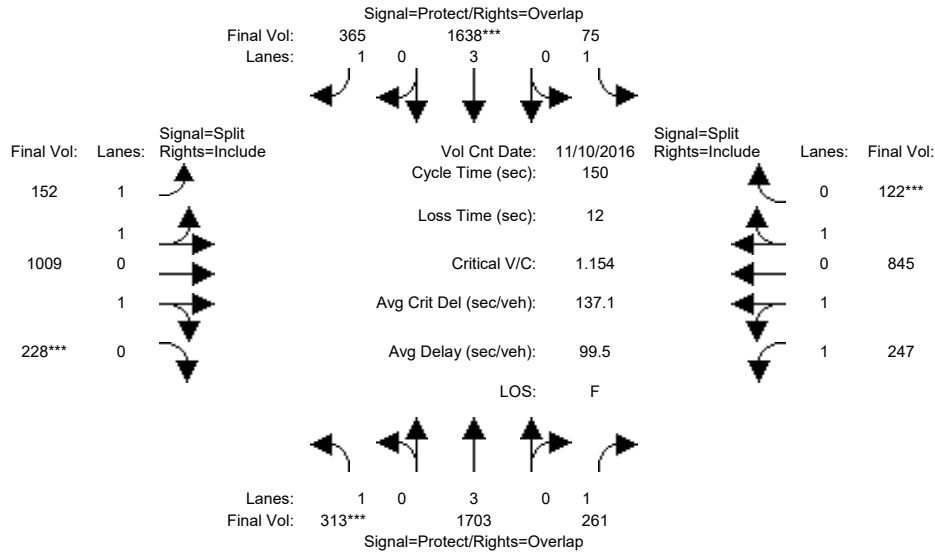 Signal=Protect/Rights=Overlap
Final Vol: 365 1638*** 75
Lanes: 1 0 3 0 1
Signal=Split
Final Vol: Lanes: Rights=Include
Vol Cnt Date: 11/10/2016
Signal=Split
Rights=Include Lanes: Final Vol:
Cycle Time (sec): 150
152 1
0 122***
Loss Time (sec): 12
1
1
1009 0
Critical V/C: 1.154
0 845
1
Avg Crit Del (sec/veh): 137.1
1
228*** 0
Avg Delay (sec/veh): 99.5
1 247
LOS: F
Lanes: 1 0 3 0 1
Final Vol: 313*** 1703 261
Signal=Protect/Rights=Overlap